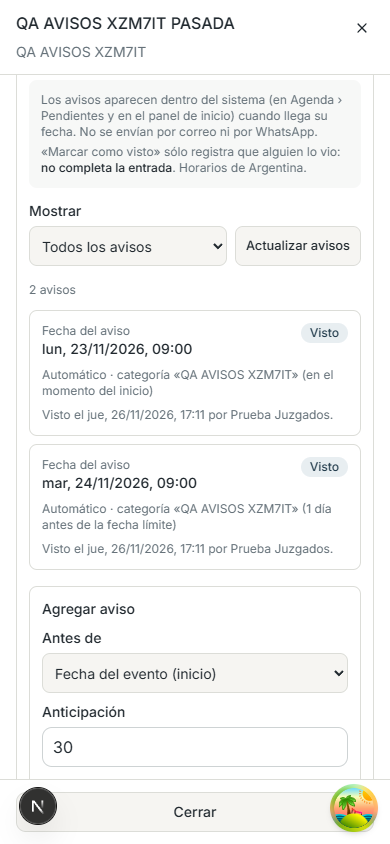 QA AVISOS XZM7IT PASADA
QA AVISOS XZM7IT
Los avisos aparecen dentro del sistema (en Agenda ›
Pendientes y en el panel de inicio) cuando llega su
fecha. No se envían por correo ni por WhatsApp.
«Marcar como visto» sólo registra que alguien lo vio:
no completa la entrada. Horarios de Argentina.
Mostrar
Todos los avisos
Actualizar avisos
2 avisos
Fecha del aviso
Visto
lun, 23/11/2026, 09:00
Automático · categoría «QA AVISOS XZM7IT» (en el
momento del inicio)
Visto el jue, 26/11/2026, 17:11 por Prueba Juzgados.
Fecha del aviso
Visto
mar, 24/11/2026, 09:00
Automático · categoría «QA AVISOS XZM7IT» (1 día
antes de la fecha límite)
Visto el jue, 26/11/2026, 17:11 por Prueba Juzgados.
Agregar aviso
Antes de
Fecha del evento (inicio)
Anticipación
30
N
Cerrar